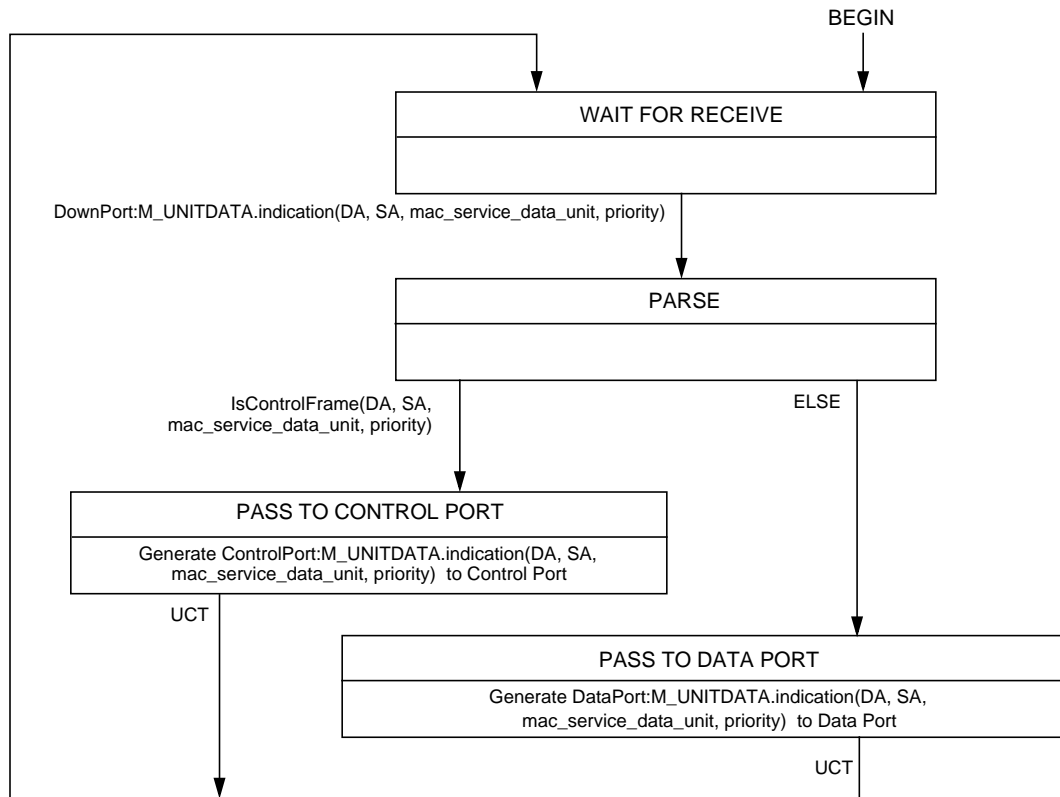 BEGIN
WAIT FOR RECEIVE
DownPort:M_UNITDATA.indication(DA, SA, mac_service_data_unit, priority)
PARSE
IsControlFrame(DA, SA,
mac_service_data_unit, priority)
ELSE
PASS TO CONTROL PORT
Generate ControlPort:M_UNITDATA.indication(DA, SA,
mac_service_data_unit, priority) to Control Port
UCT
PASS TO DATA PORT
Generate DataPort:M_UNITDATA.indication(DA, SA,
mac_service_data_unit, priority) to Data Port
UCT